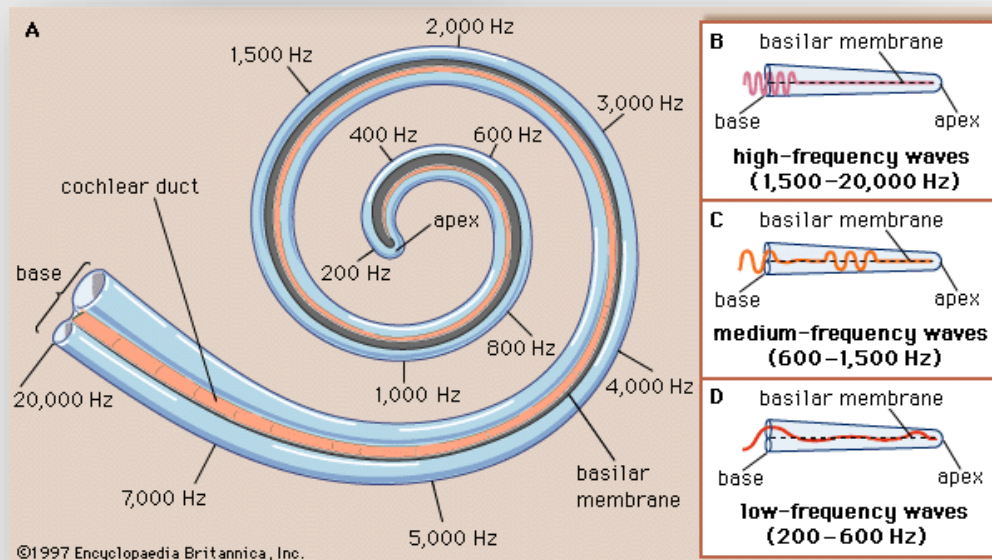 A
2,000 Hz
1,500 Hz
3,000 Hz
400 Hz
600 Hz
cochlear duct
apex
200 Hz
base
800 Hz
1,000 Hz
4,000 Hz
20,000 Hz
basilar
membrane
7,000 Hz
5,000 Hz
©1997 Encyclopaedia Britannica, Inc.
B
basilar membrane
base
apex
high-frequency waves
(1,500–20,000 Hz)
C
basilar membrane
base
apex
medium-frequency waves
(600–1,500 Hz)
D
basilar membrane
base
apex
low-frequency waves
(200–600 Hz)